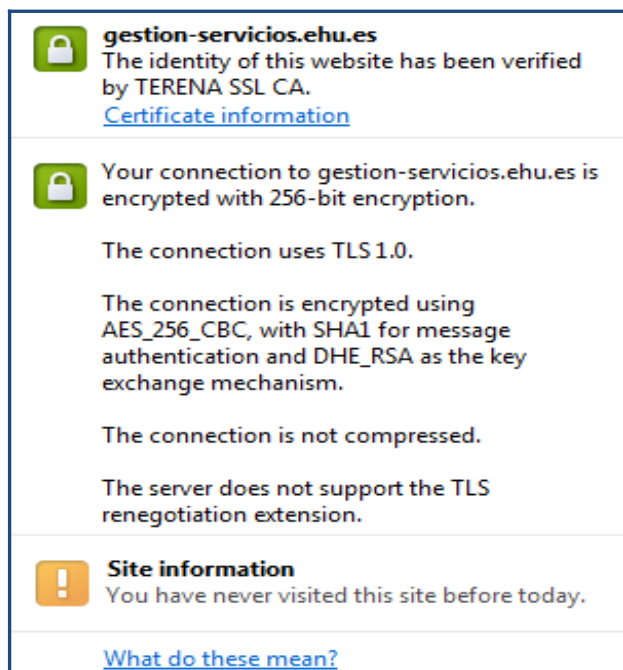 gestion-servicios.ehu.es
The identity of this website has been verified
by TERENA SSL CA.
Certificate information
Your connection to gestion-servicios.ehu.es is
encrypted with 256-bit encryption.
The connection uses TLS 1.0.
The connection is encrypted using
AES_256_CBC, with SHA1 for message
authentication and DHE_RSA as the key
exchange mechanism.
The connection is not compressed.
The server does not support the TLS
renegotiation extension.
Site information
You have never visited this site before today.
What do these mean?